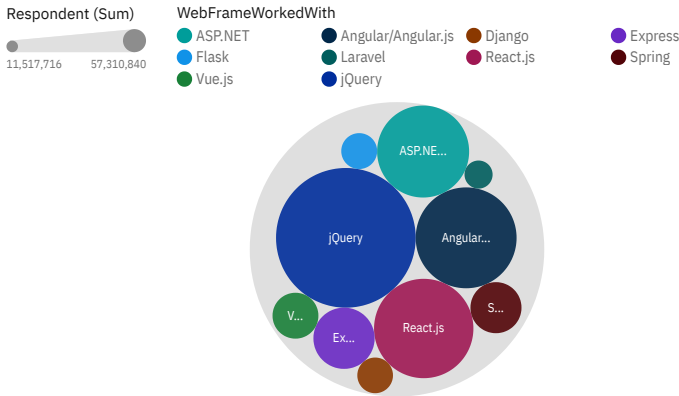 Respondent (Sum)
11,517,716 57,310,840
WebFrameWorkedWith
ASP.NET Angular/Angular.js Django Express
Flask Laravel React.js Spring
Vue.js jQuery
ASP.NE...
jQuery
Angular...
V...
Ex...
React.js
S...